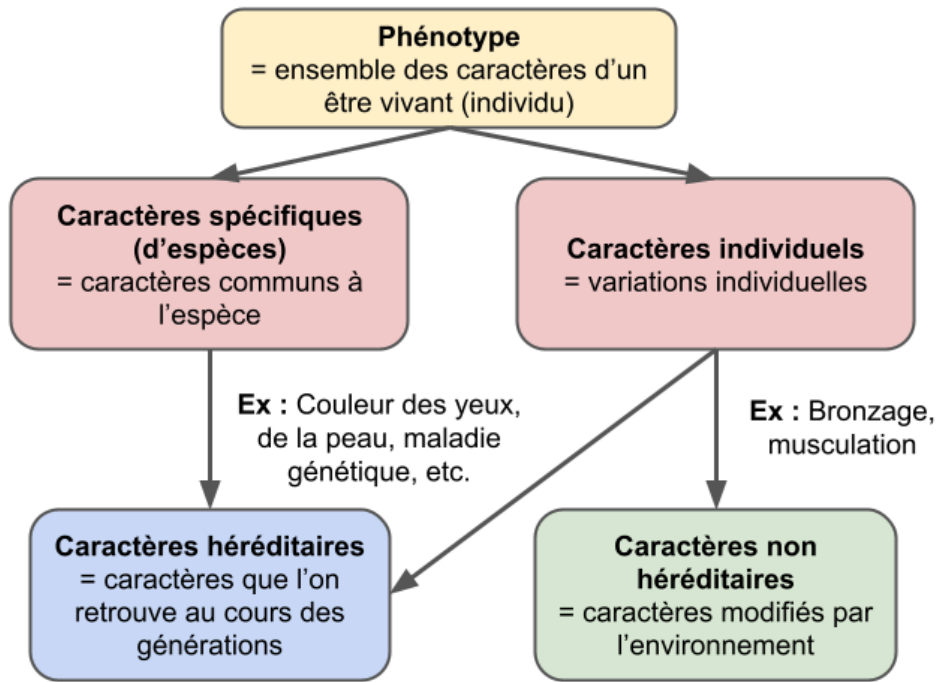 Phénotype
= ensemble des caractères d’un
être vivant (individu)
Caractères spécifiques
(d’espèces)
= caractères communs à
l’espèce
Caractères individuels
= variations individuelles
Ex : Couleur des yeux,
de la peau, maladie
génétique, etc.
Ex : Bronzage,
musculation
Caractères héréditaires
= caractères que l’on
retrouve au cours des
générations
Caractères non
héréditaires
= caractères modifiés par
l’environnement